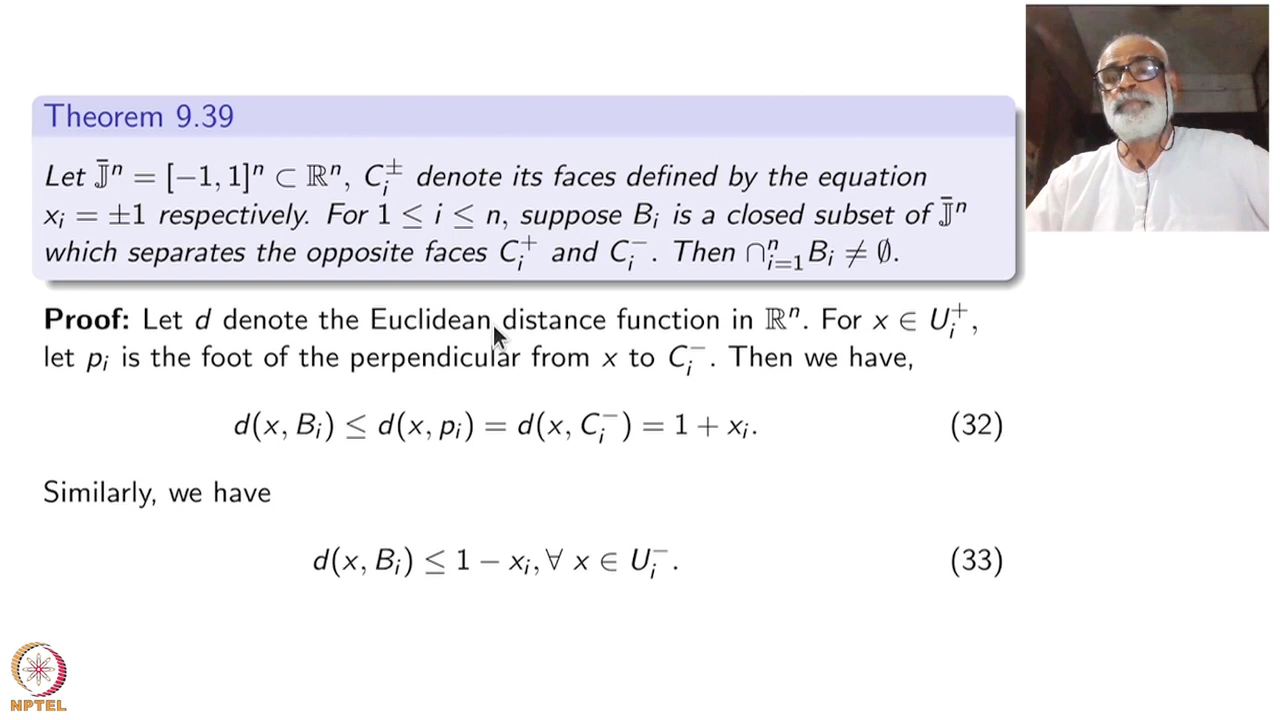 Theorem 9.39
Let J̄ⁿ = [−1, 1]ⁿ ⊂ ℝⁿ, Cᵢ^± denote its faces defined by the equation
xᵢ = ±1 respectively. For 1 ≤ i ≤ n, suppose Bᵢ is a closed subset of J̄ⁿ
which separates the opposite faces Cᵢ⁺ and Cᵢ⁻. Then ∩ⁿᵢ₌₁Bᵢ ≠ ∅.
Proof: Let d denote the Euclidean distance function in ℝⁿ. For x ∈ Uᵢ⁺,
let pᵢ is the foot of the perpendicular from x to Cᵢ⁻. Then we have,
d(x, Bᵢ) ≤ d(x, pᵢ) = d(x, Cᵢ⁻) = 1 + xᵢ. (32)
Similarly, we have
d(x, Bᵢ) ≤ 1 − xᵢ, ∀ x ∈ Uᵢ⁻. (33)
NPTEL